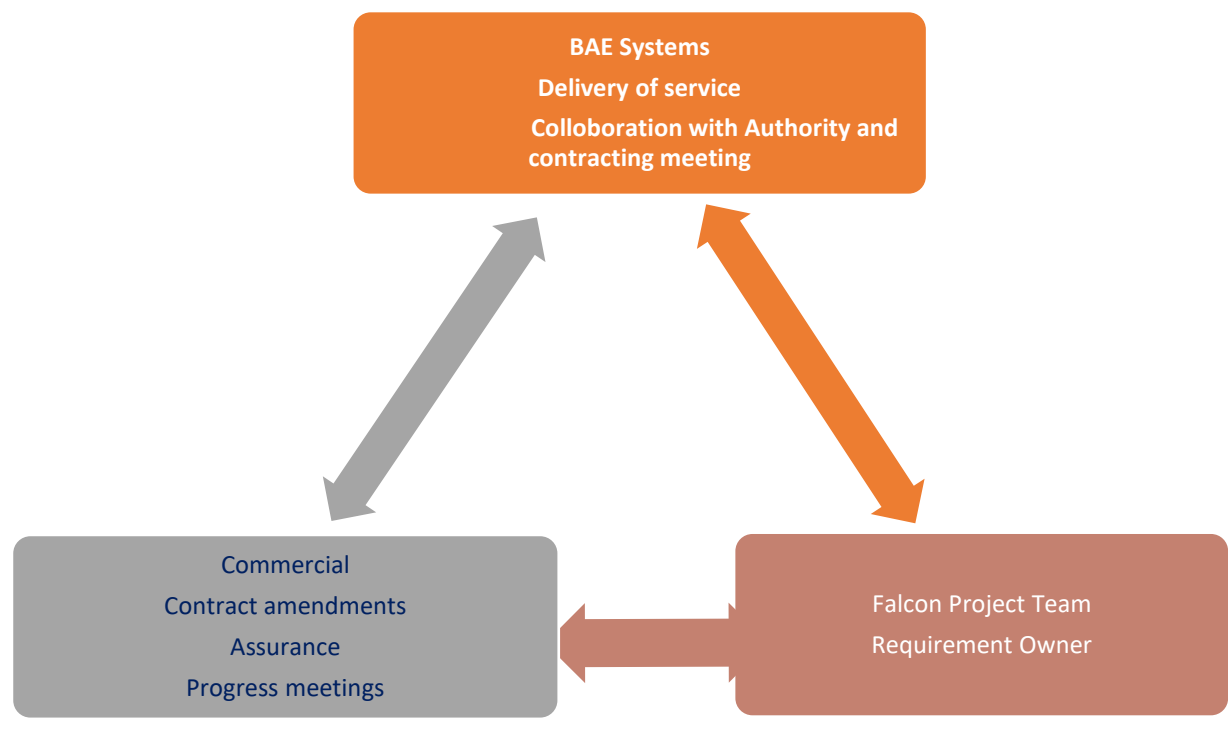 BAE Systems
Delivery of service
Colloboration with Authority and
contracting meeting
Commercial
Contract amendments
Assurance
Progress meetings
Falcon Project Team
Requirement Owner